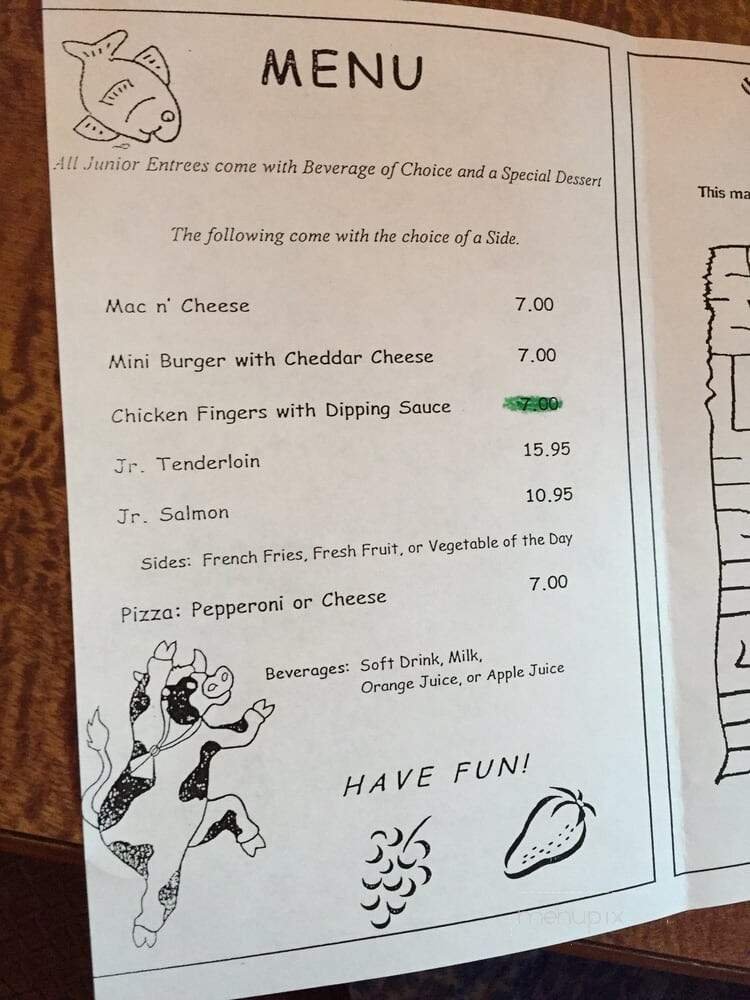 MENU
All Junior Entrees come with Beverage of Choice and a Special Dessert
The following come with the choice of a Side.
Mac n' Cheese 7.00
Mini Burger with Cheddar Cheese 7.00
Chicken Fingers with Dipping Sauce 7.00
Jr. Tenderloin 15.95
Jr. Salmon 10.95
Sides: French Fries, Fresh Fruit, or Vegetable of the Day
Pizza: Pepperoni or Cheese 7.00
Beverages: Soft Drink, Milk,
Orange Juice, or Apple Juice
HAVE FUN!
menupix
This